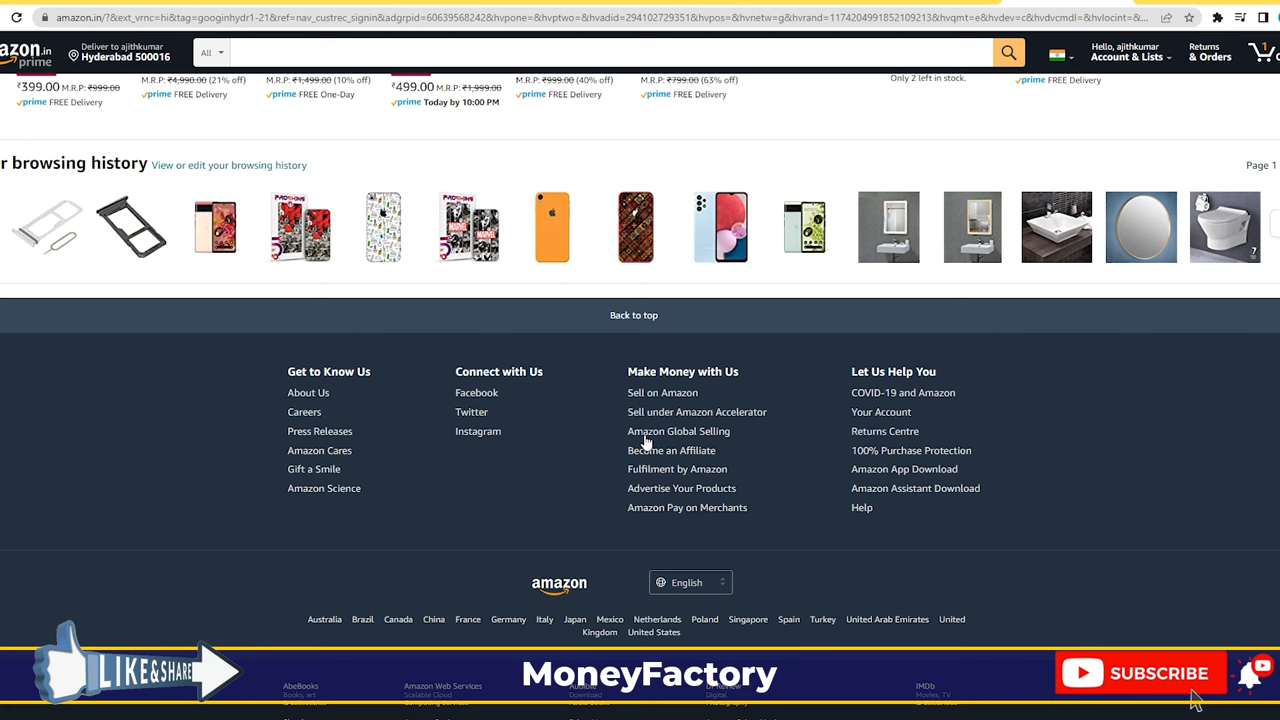 amazon.in/?&ext_vrnc=hi&tag=googinhydr1-21&ref=nav_custrec_signin&adgrpid=60639568242&hvpone=&hvptwo=&hvadid=294102729351&hvpos=&hvnetw=g&hvrand=1174204991852109213&hvqmt=e&hvdev=c&hvdvcmdl=&hvlocint=&...
azon.in
prime
Deliver to ajithkumar
Hyderabad 500016
All
Hello, ajithkumar
Account & Lists
Returns
& Orders
1
₹399.00 M.R.P: ₹999.00
prime FREE Delivery
M.R.P: ₹4,990.00 (21% off)
prime FREE Delivery
M.R.P: ₹1,499.00 (10% off)
prime FREE One-Day
₹499.00 M.R.P: ₹1,999.00
prime Today by 10:00 PM
M.R.P: ₹999.00 (40% off)
prime FREE Delivery
M.R.P: ₹799.00 (63% off)
prime FREE Delivery
Only 2 left in stock.
prime FREE Delivery
r browsing history View or edit your browsing history
Page 1
MARVEL
Back to top
Get to Know Us
About Us
Careers
Press Releases
Amazon Cares
Gift a Smile
Amazon Science
Connect with Us
Facebook
Twitter
Instagram
Make Money with Us
Sell on Amazon
Sell under Amazon Accelerator
Amazon Global Selling
Become an Affiliate
Fulfilment by Amazon
Advertise Your Products
Amazon Pay on Merchants
Let Us Help You
COVID-19 and Amazon
Your Account
Returns Centre
100% Purchase Protection
Amazon App Download
Amazon Assistant Download
Help
amazon
English
Australia Brazil Canada China France Germany Italy Japan Mexico Netherlands Poland Singapore Spain Turkey United Arab Emirates United
Kingdom United States
LIKE & SHARE
MoneyFactory
SUBSCRIBE
AbeBooks
Books, art
Amazon Web Services
Scalable Cloud
Audible
Download
Digital
IMDb
Movies, TV